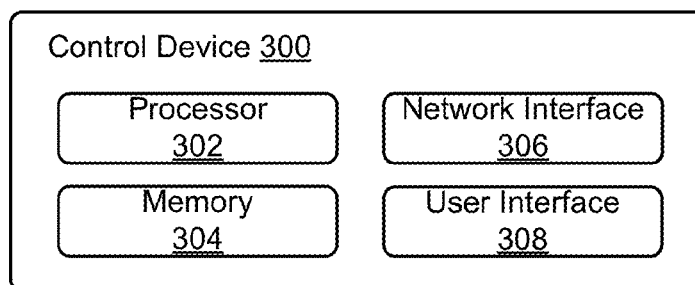 Control Device 300
Processor
302
Network Interface
306
Memory
304
User Interface
308